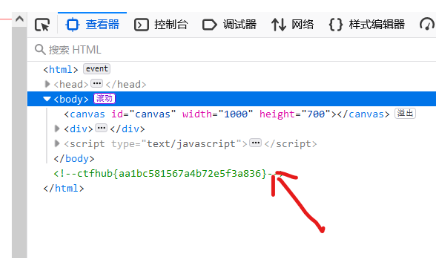 查看器 控制台 调试器 网络 {} 样式编辑器
搜索 HTML
<html> event
<head> ••• </head>
<body> 滚动
<canvas id="canvas" width="1000" height="700"></canvas> 溢出
<div> ••• </div>
<script type="text/javascript"> ••• </script>
</body>
<!--ctfhub{aa1bc581567a4b72e5f3a836}-->
</html>